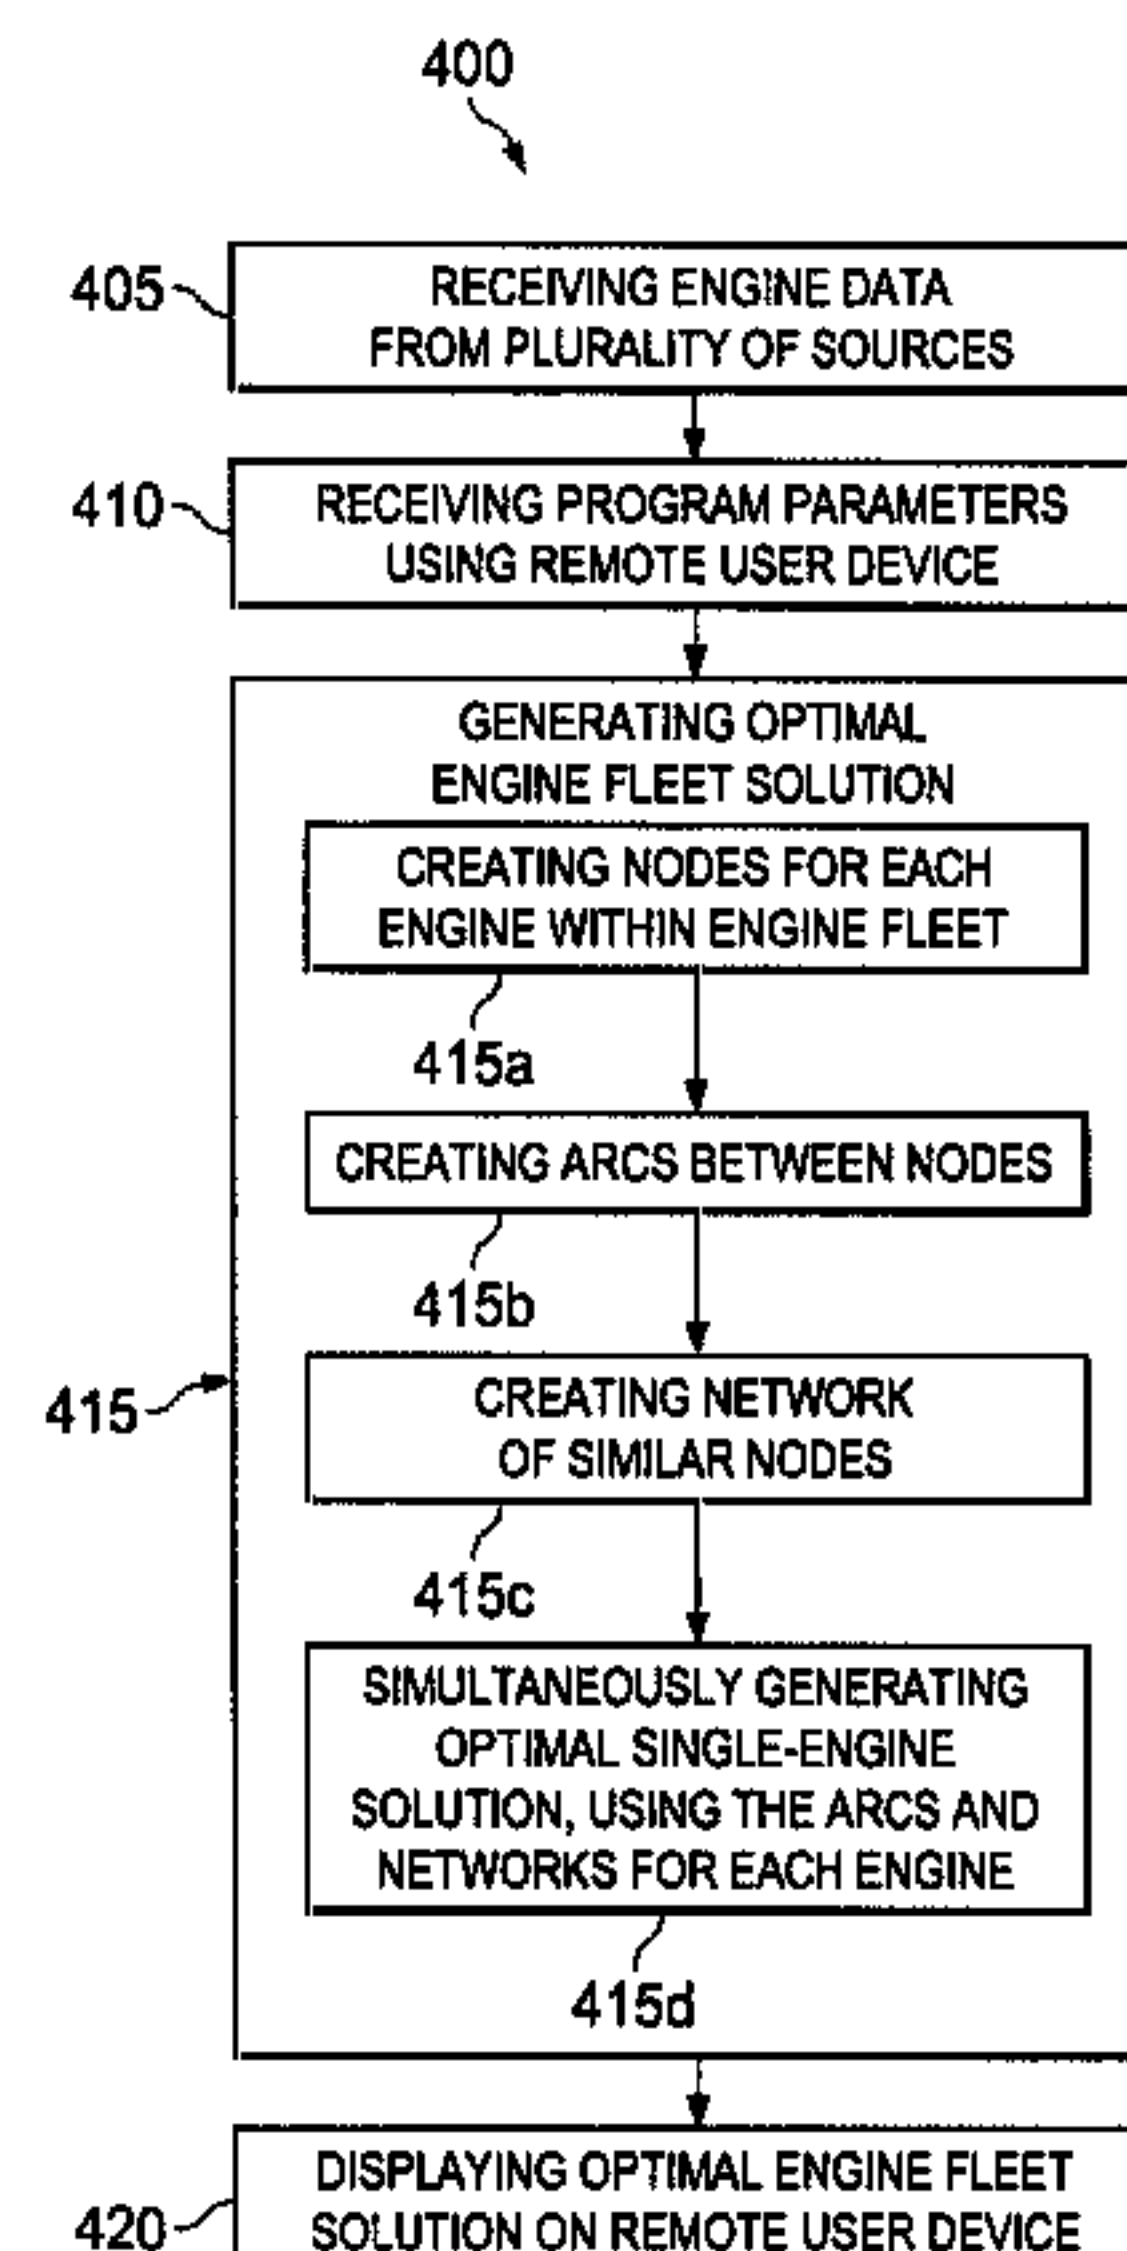 400
405
RECEIVING ENGINE DATA
FROM PLURALITY OF SOURCES
410
RECEIVING PROGRAM PARAMETERS
USING REMOTE USER DEVICE
GENERATING OPTIMAL
ENGINE FLEET SOLUTION
CREATING NODES FOR EACH
ENGINE WITHIN ENGINE FLEET
415a
CREATING ARCS BETWEEN NODES
415b
415
CREATING NETWORK
OF SIMILAR NODES
415c
SIMULTANEOUSLY GENERATING
OPTIMAL SINGLE-ENGINE
SOLUTION, USING THE ARCS AND
NETWORKS FOR EACH ENGINE
415d
420
DISPLAYING OPTIMAL ENGINE FLEET
SOLUTION ON REMOTE USER DEVICE